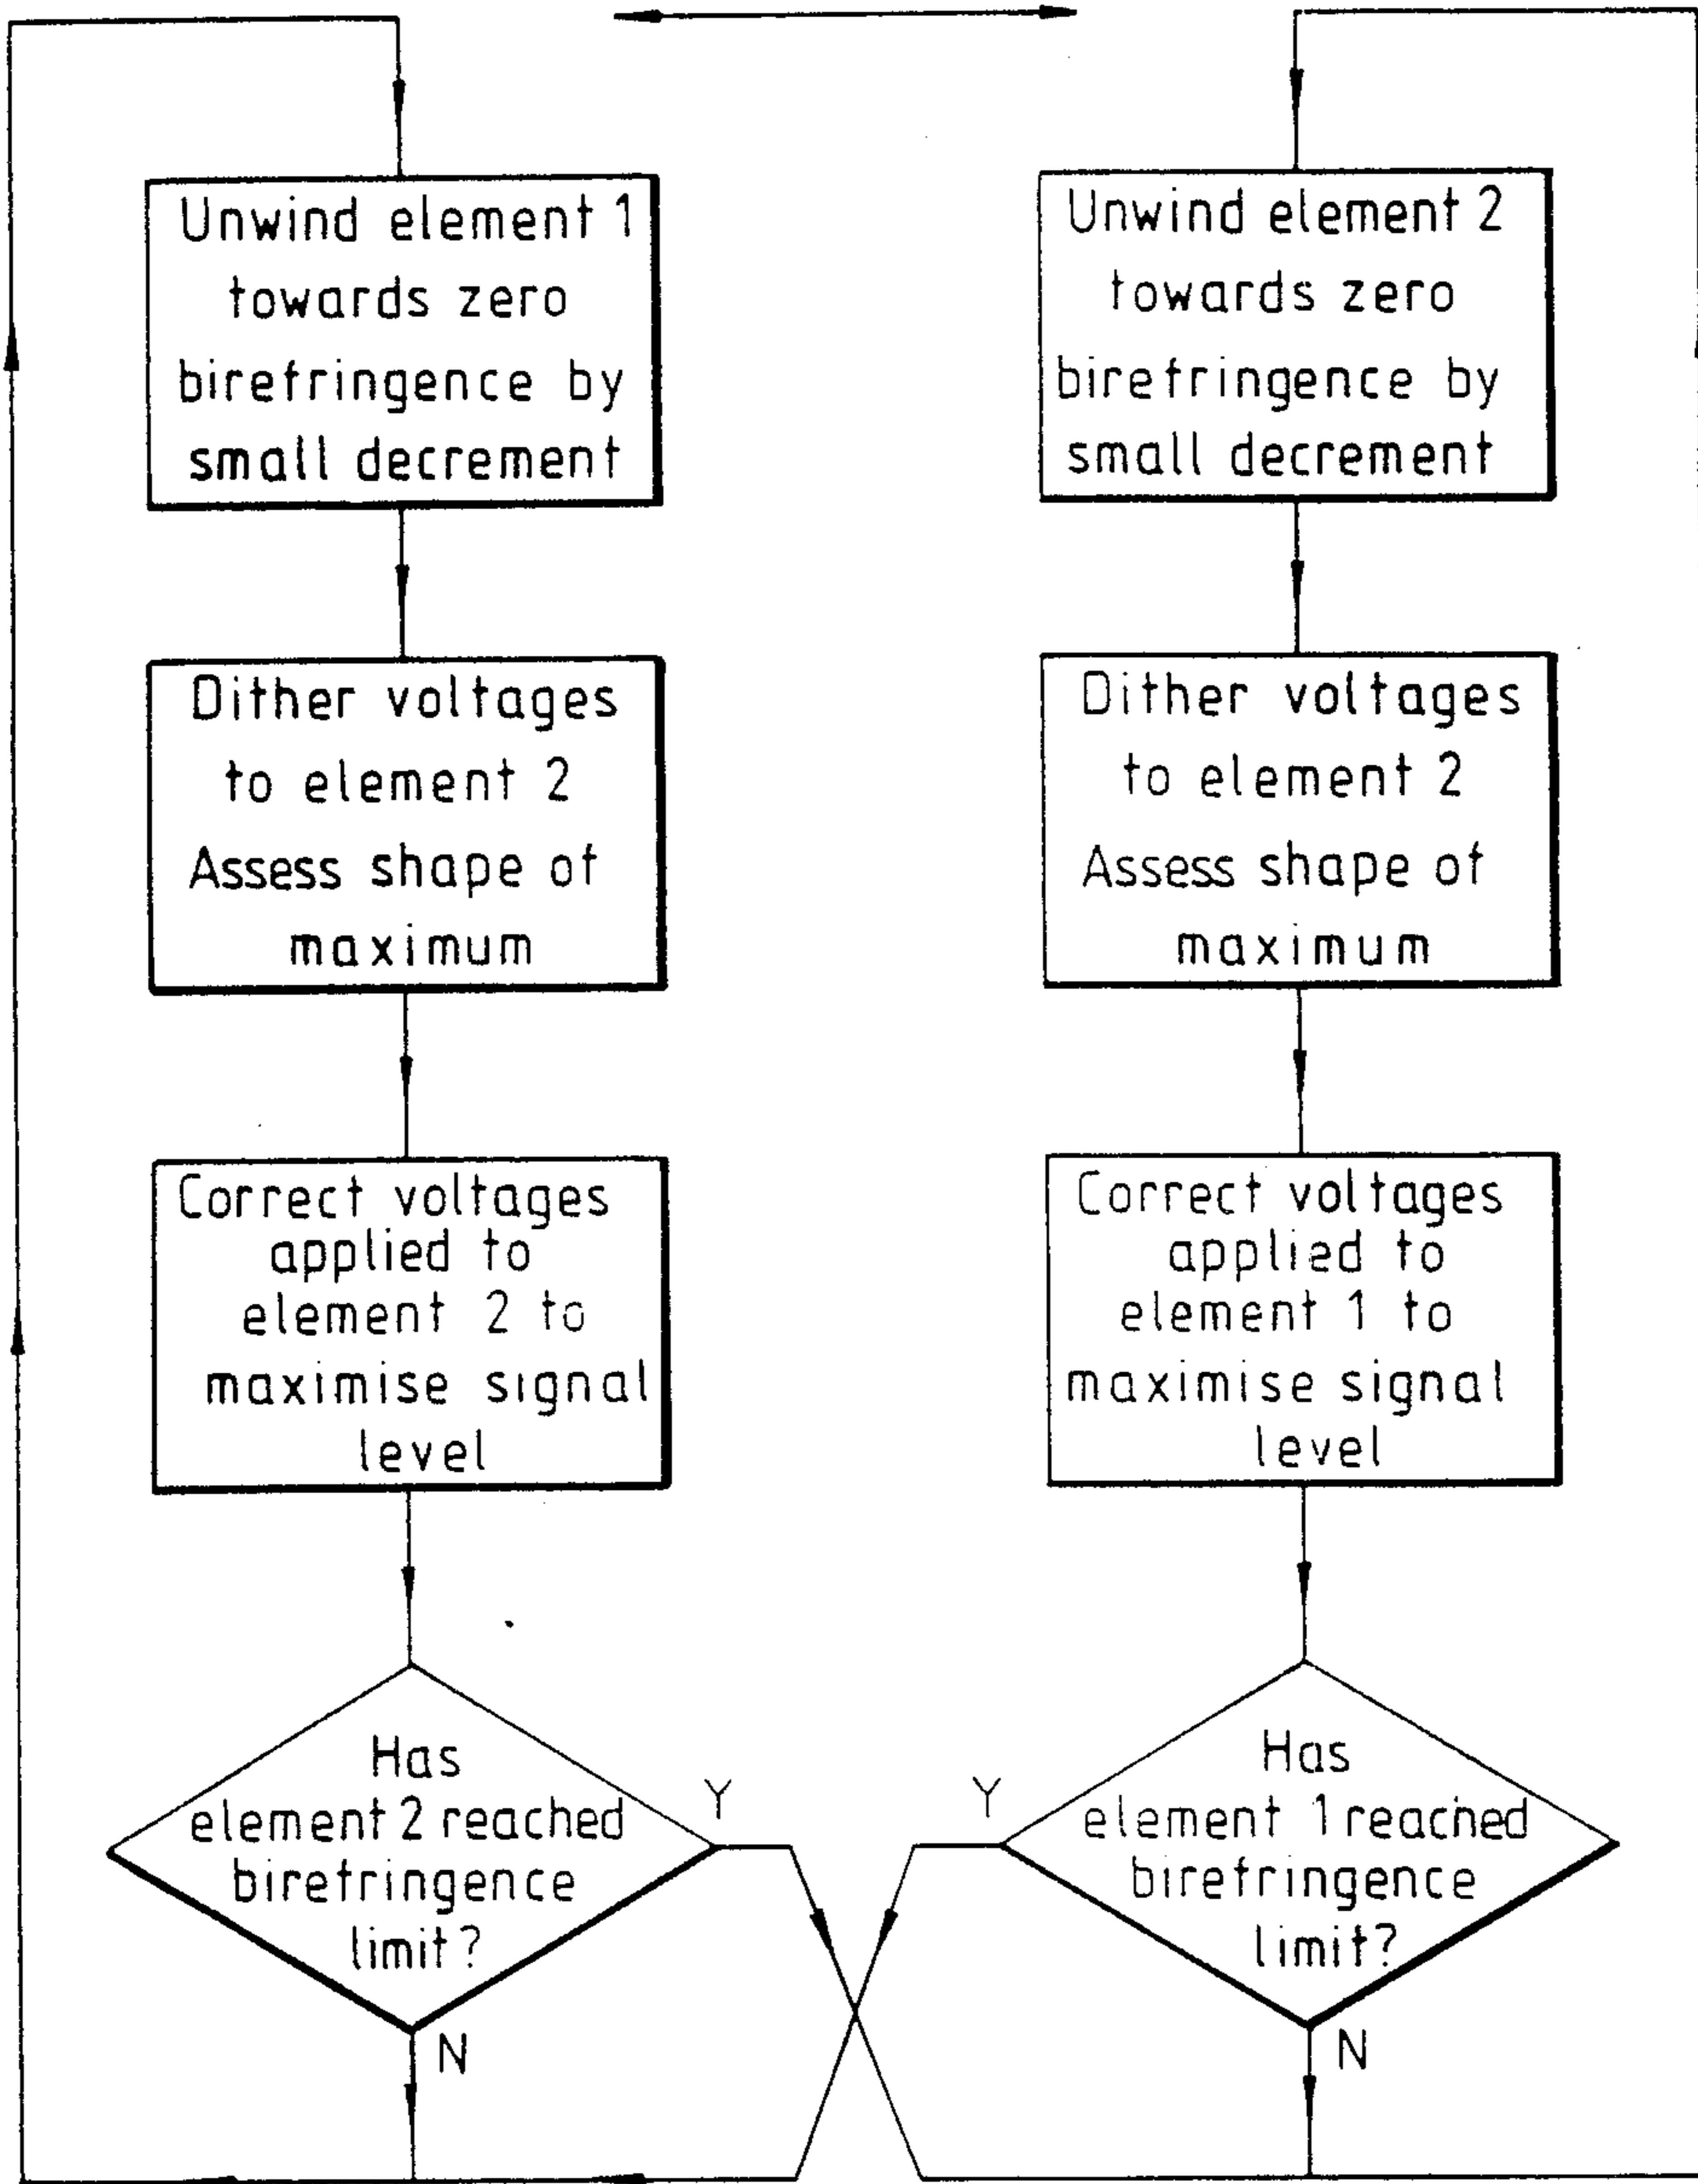 Unwind element 1
towards zero
birefringence by
small decrement
Dither voltages
to element 2
Assess shape of
maximum
Correct voltages
applied to
element 2 to
maximise signal
level
Has
element 2 reached
birefringence
limit?
Y
N
Unwind element 2
towards zero
birefringence by
small decrement
Dither voltages
to element 2
Assess shape of
maximum
Correct voltages
applied to
element 1 to
maximise signal
level
Has
element 1 reached
birefringence
limit?
Y
N